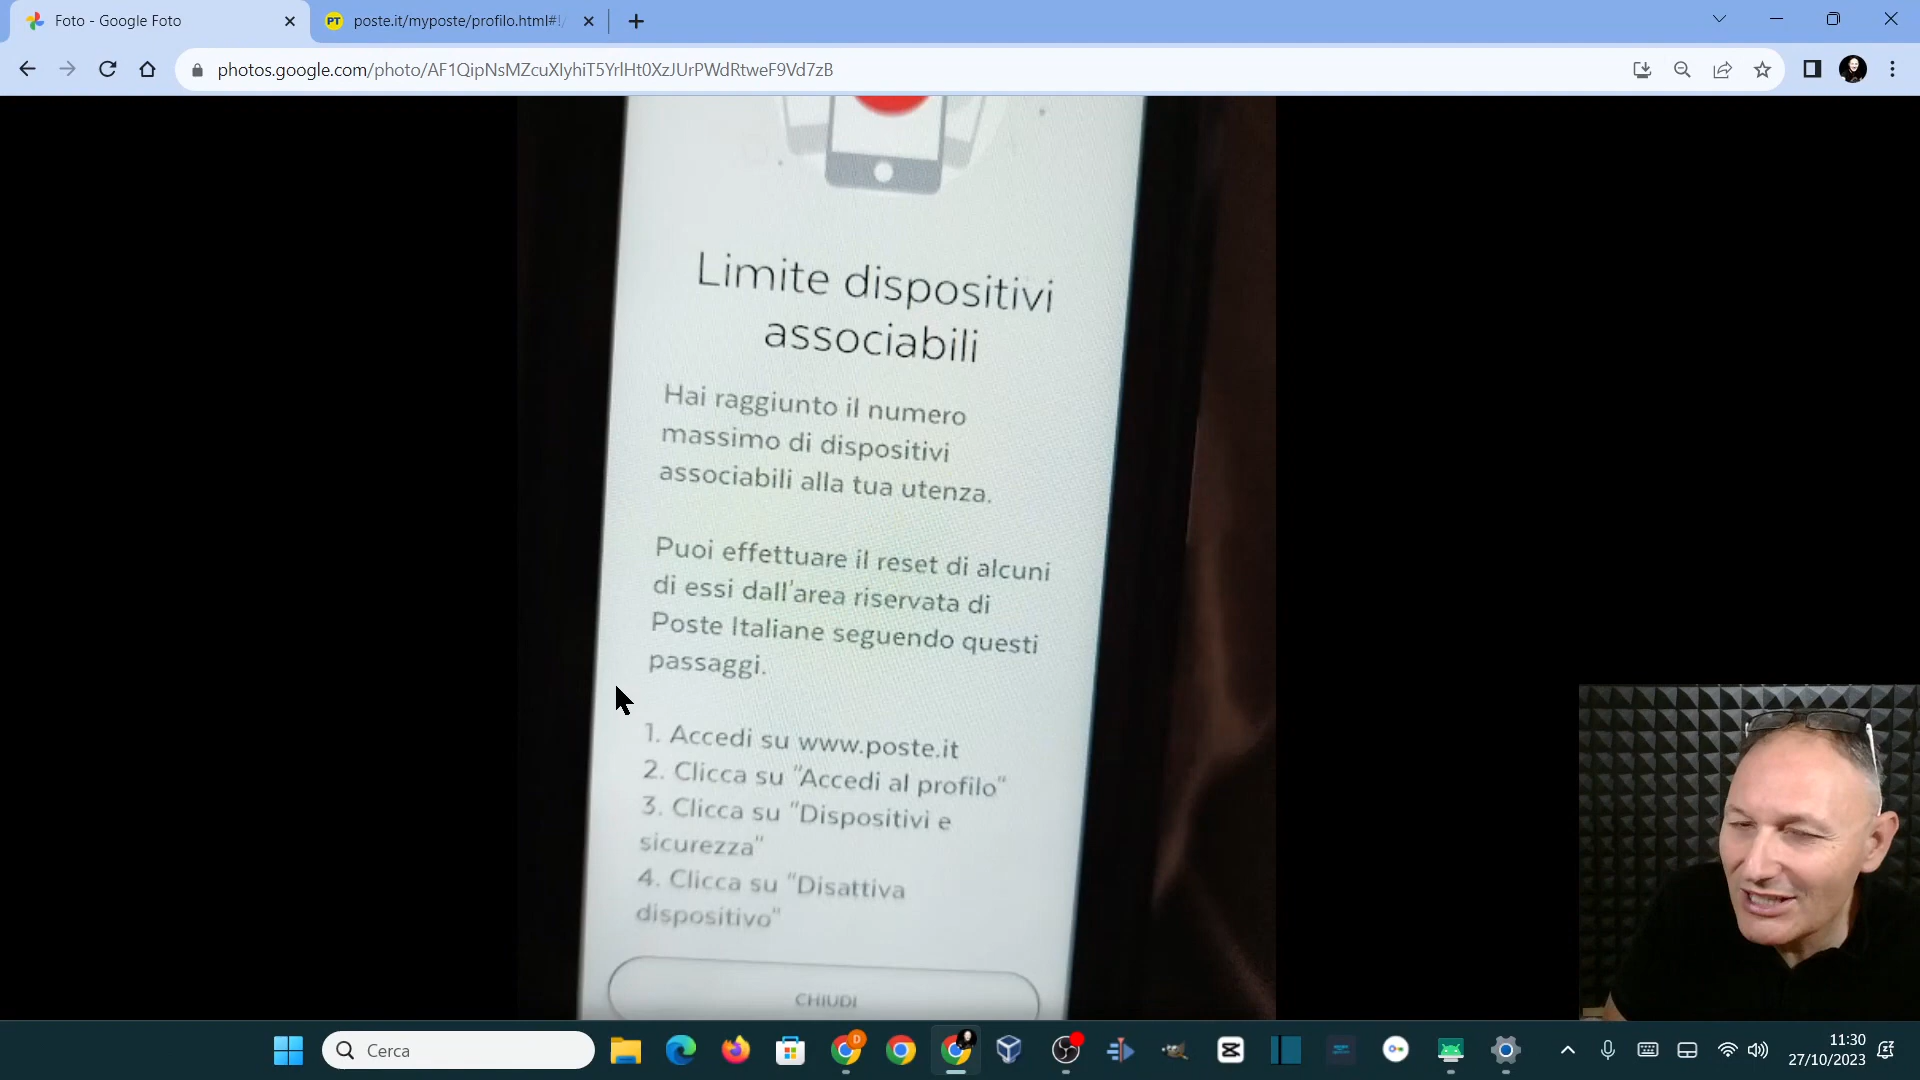 Foto - Google Foto
PT poste.it/myposte/profilo.html#!/
photos.google.com/photo/AF1QipNsMZcuXIyhiT5YrlHt0XzJUrPWdRtweF9Vd7zB
Limite dispositivi
associabili
Hai raggiunto il numero
massimo di dispositivi
associabili alla tua utenza.
Puoi effettuare il reset di alcuni
di essi dall'area riservata di
Poste Italiane seguendo questi
passaggi.
1. Accedi su www.poste.it
2. Clicca su "Accedi al profilo"
3. Clicca su "Dispositivi e
sicurezza"
4. Clicca su "Disattiva
dispositivo"
CHIUDI
Cerca
D
11:30
27/10/2023